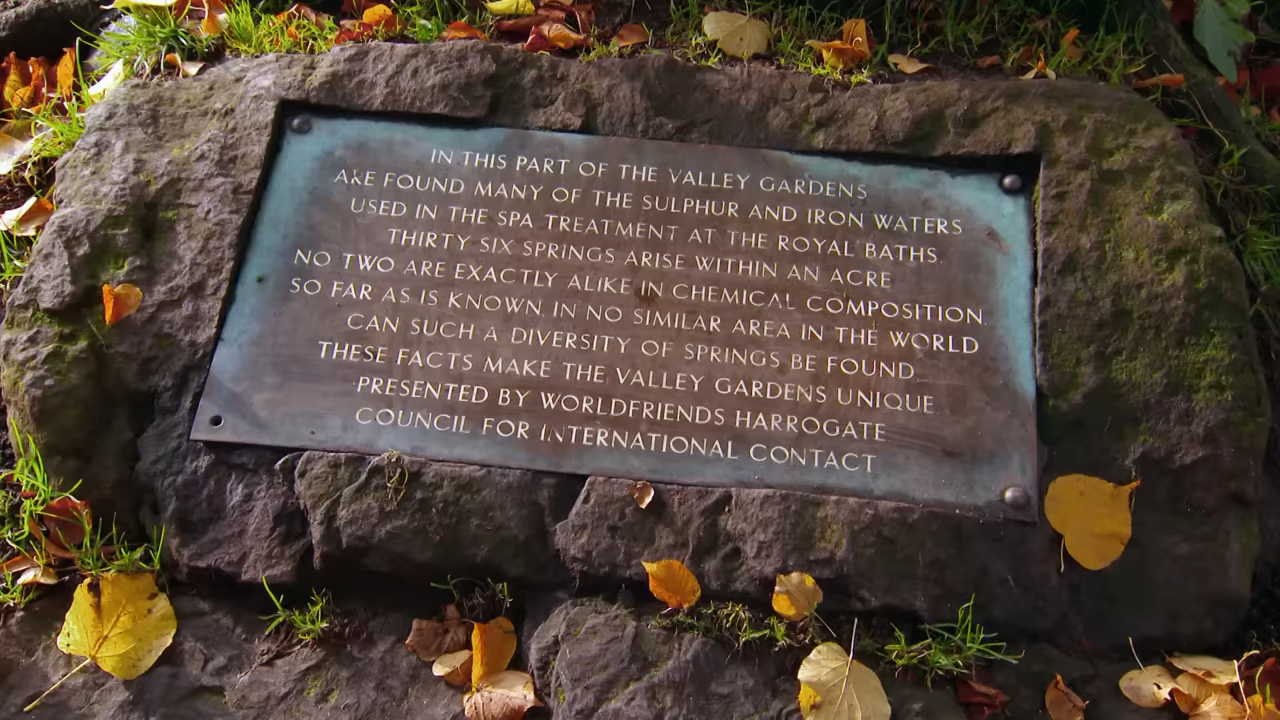 IN THIS PART OF THE VALLEY GARDENS
ARE FOUND MANY OF THE SULPHUR AND IRON WATERS
USED IN THE SPA TREATMENT AT THE ROYAL BATHS.
THIRTY SIX SPRINGS ARISE WITHIN AN ACRE
NO TWO ARE EXACTLY ALIKE IN CHEMICAL COMPOSITION.
SO FAR AS IS KNOWN IN NO SIMILAR AREA IN THE WORLD
CAN SUCH A DIVERSITY OF SPRINGS BE FOUND
THESE FACTS MAKE THE VALLEY GARDENS UNIQUE
PRESENTED BY WORLDFRIENDS HARROGATE
COUNCIL FOR INTERNATIONAL CONTACT